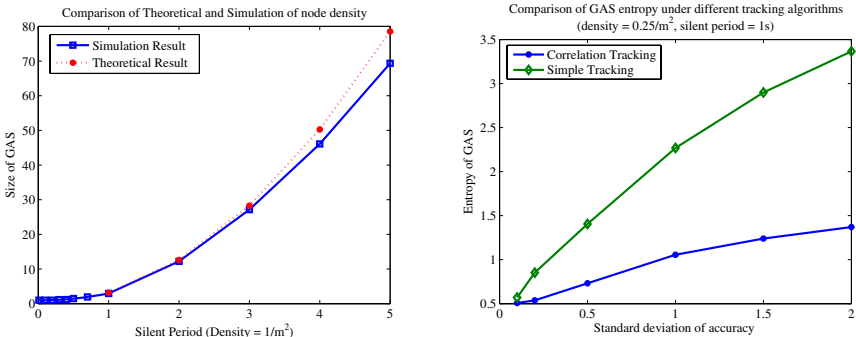 Comparison of Theoretical and Simulation of node density
80
70
60
50
40
30
20
10
0
Size of GAS
Simulation Result
Theoretical Result
0 1 2 3 4 5
Silent Period (Density = 1/m²)
Comparison of GAS entropy under different tracking algorithms
(density = 0.25/m², silent period = 1s)
3.5
3
2.5
2
1.5
1
0.5
Entropy of GAS
Correlation Tracking
Simple Tracking
0 0.5 1 1.5 2
Standard deviation of accuracy